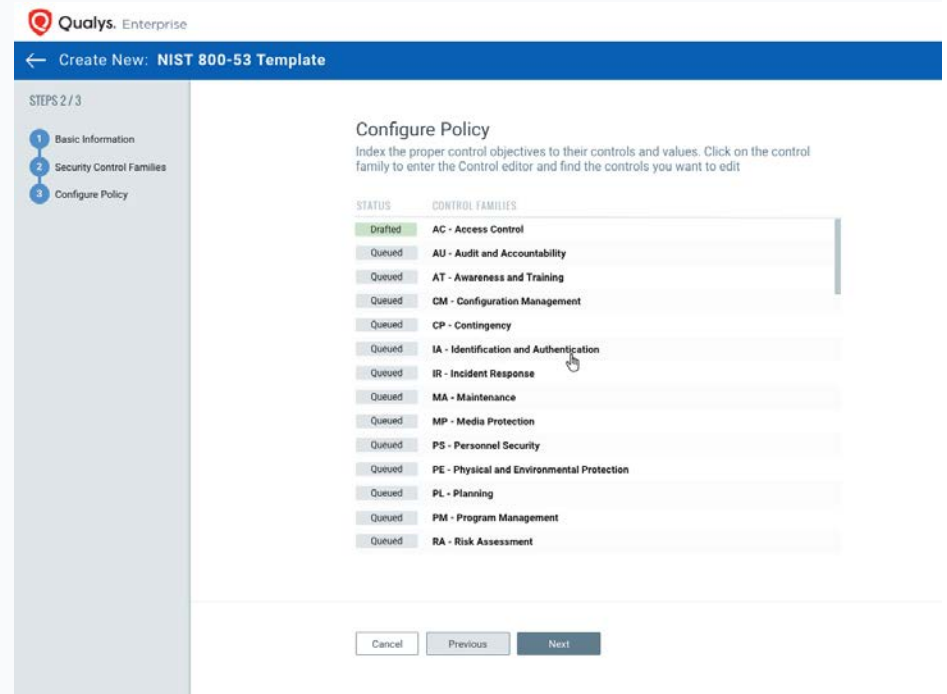 Qualys. Enterprise
Create New: NIST 800-53 Template
STEPS 2 / 3
1 Basic Information
2 Security Control Families
3 Configure Policy
Configure Policy
Index the proper control objectives to their controls and values. Click on the control
family to enter the Control editor and find the controls you want to edit
STATUS CONTROL FAMILIES
Drafted AC - Access Control
Queued AU - Audit and Accountability
Queued AT - Awareness and Training
Queued CM - Configuration Management
Queued CP - Contingency
Queued IA - Identification and Authentication
Queued IR - Incident Response
Queued MA - Maintenance
Queued MP - Media Protection
Queued PS - Personnel Security
Queued PE - Physical and Environmental Protection
Queued PL - Planning
Queued PM - Program Management
Queued RA - Risk Assessment
Cancel Previous Next